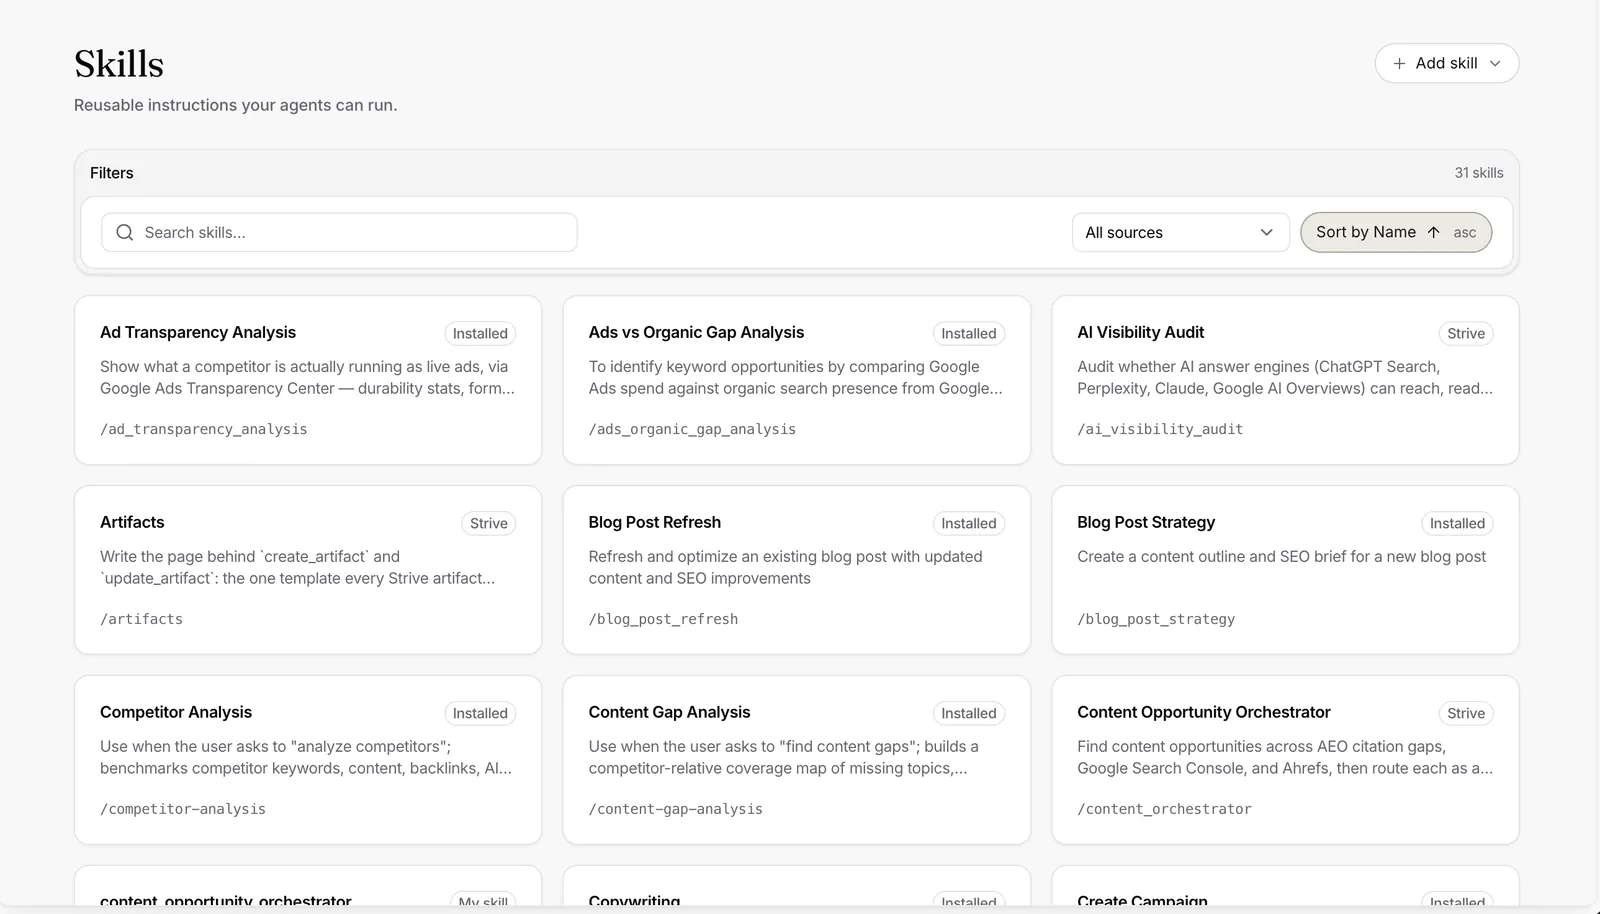 Skills
Add skill
Reusable instructions your agents can run.
Filters
31 skills
Search skills...
All sources
Sort by Name ↑ asc
Ad Transparency Analysis
Installed
Show what a competitor is actually running as live ads, via
Google Ads Transparency Center — durability stats, form...
/ad_transparency_analysis
Ads vs Organic Gap Analysis
Installed
To identify keyword opportunities by comparing Google
Ads spend against organic search presence from Google...
/ads_organic_gap_analysis
AI Visibility Audit
Strive
Audit whether AI answer engines (ChatGPT Search,
Perplexity, Claude, Google AI Overviews) can reach, read...
/ai_visibility_audit
Artifacts
Strive
Write the page behind `create_artifact` and
`update_artifact`: the one template every Strive artifact...
/artifacts
Blog Post Refresh
Installed
Refresh and optimize an existing blog post with updated
content and SEO improvements
/blog_post_refresh
Blog Post Strategy
Installed
Create a content outline and SEO brief for a new blog post
/blog_post_strategy
Competitor Analysis
Installed
Use when the user asks to "analyze competitors";
benchmarks competitor keywords, content, backlinks, AI...
/competitor-analysis
Content Gap Analysis
Installed
Use when the user asks to "find content gaps"; builds a
competitor-relative coverage map of missing topics,...
/content-gap-analysis
Content Opportunity Orchestrator
Strive
Find content opportunities across AEO citation gaps,
Google Search Console, and Ahrefs, then route each as a...
/content_orchestrator
content_opportunity_orchestrator
My skill
Copywriting
Installed
Create Campaign
Installed